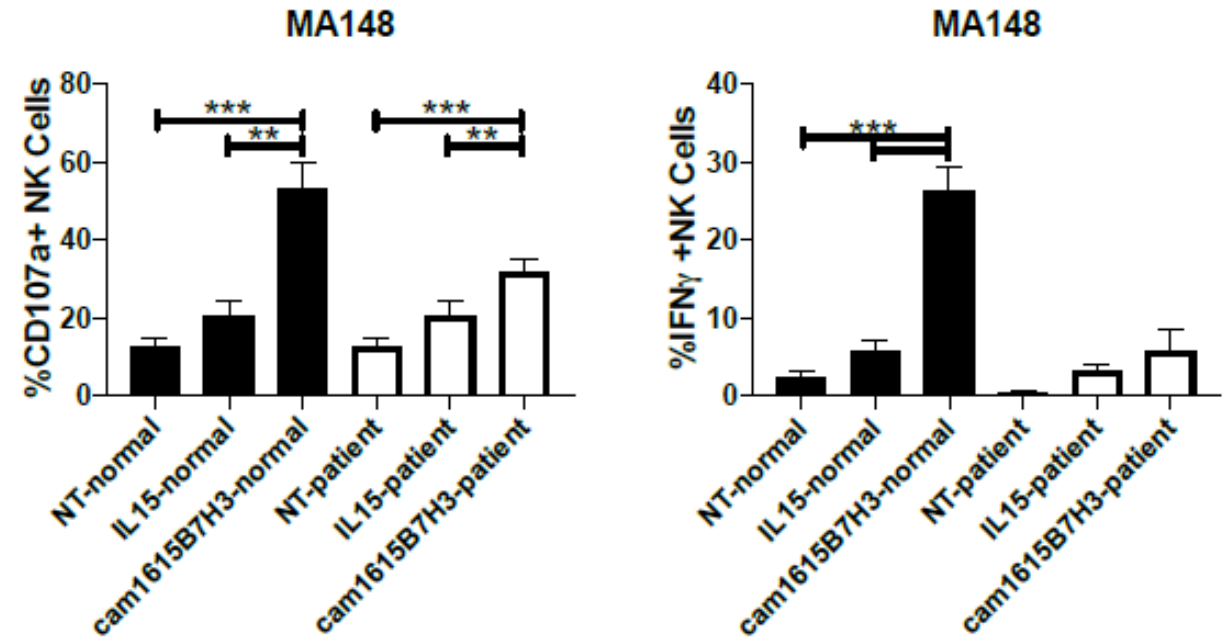 MA148
%CD107a+ NK Cells
80
60
40
20
0
***
**
***
**
NT-normal
IL15-normal
cam1615B7H3-normal
NT-patient
IL15-patient
cam1615B7H3-patient
MA148
%IFNγ +NK Cells
40
30
20
10
0
***
NT-normal
IL15-normal
cam1615B7H3-normal
NT-patient
IL15-patient
cam1615B7H3-patient